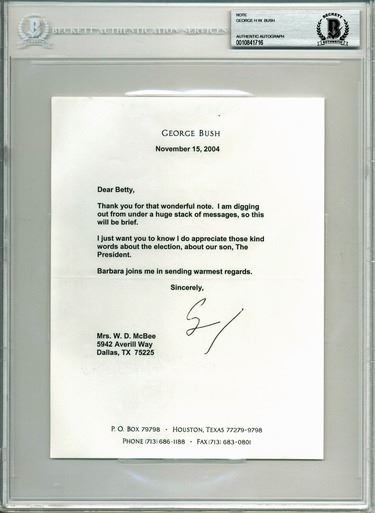 BECKETT AUTHENTICATION SERVICES
NOTE
GEORGE H.W. BUSH
AUTHENTIC AUTOGRAPH
0010841716
BECKETT
GEORGE BUSH
November 15, 2004
Dear Betty,
Thank you for that wonderful note. I am digging
out from under a huge stack of messages, so this
will be brief.
I just want you to know I do appreciate those kind
words about the election, about our son, The
President.
Barbara joins me in sending warmest regards.
Sincerely,
Mrs. W. D. McBee
5942 Averill Way
Dallas, TX 75225
P. O. BOX 79798 · HOUSTON, TEXAS 77279-9798
PHONE (713) 686-1188 · FAX (713) 683-0801